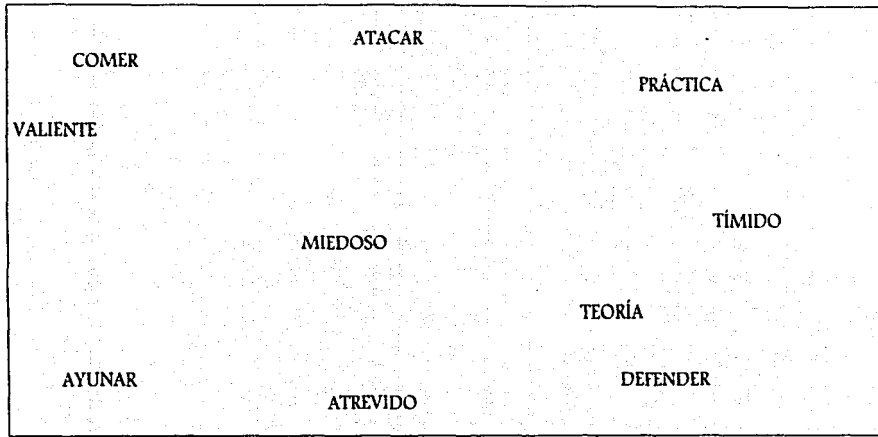 ATACAR
COMER
PRÁCTICA
VALIENTE
TÍMIDO
MIEDOSO
TEORÍA
AYUNAR
DEFENDER
ATREVIDO